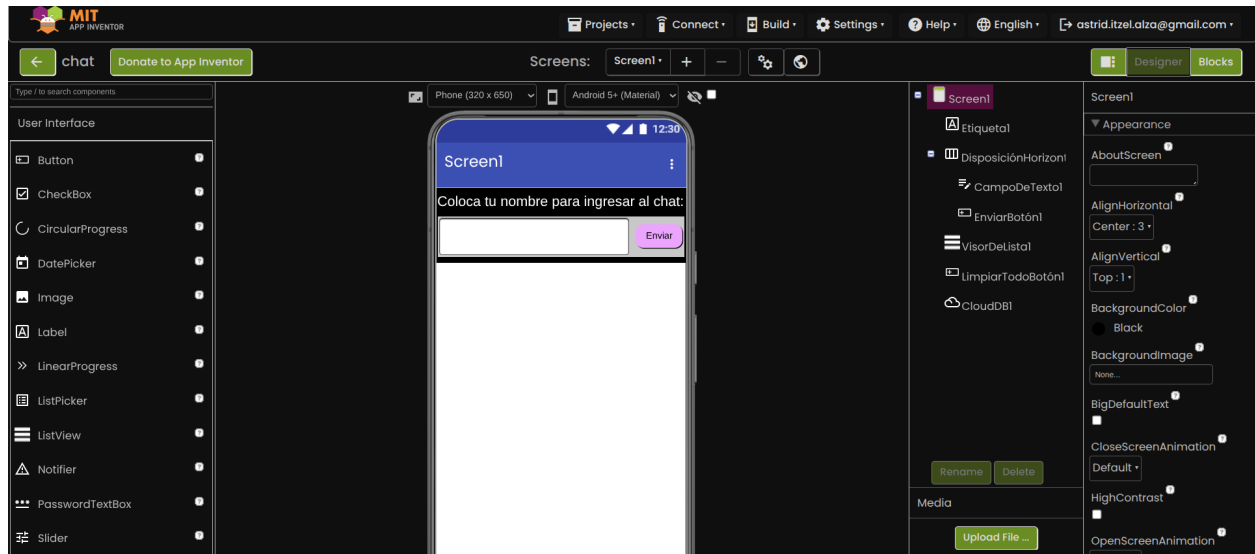 MIT
APP INVENTOR
Projects
Connect
Build
Settings
Help
English
astrid.itzel.alza@gmail.com
chat
Donate to App Inventor
Screens:
Screen1
+
Designer
Blocks
Type / to search components
User Interface
Button
CheckBox
CircularProgress
DatePicker
Image
Label
LinearProgress
ListPicker
ListView
Notifier
PasswordTextBox
Slider
Phone (320 x 650)
Android 5+ (Material)
12:30
Screen1
Coloca tu nombre para ingresar al chat:
Enviar
Screen1
Etiqueta1
DisposiciónHorizont
CampoDeTexto1
EnviarBotón1
VisorDeLista1
LimpiarTodoBotón1
CloudDB1
Rename
Delete
Media
Upload File ...
Screen1
Appearance
AboutScreen
AlignHorizontal
Center : 3
AlignVertical
Top : 1
BackgroundColor
Black
BackgroundImage
None...
BigDefaultText
CloseScreenAnimation
Default
HighContrast
OpenScreenAnimation